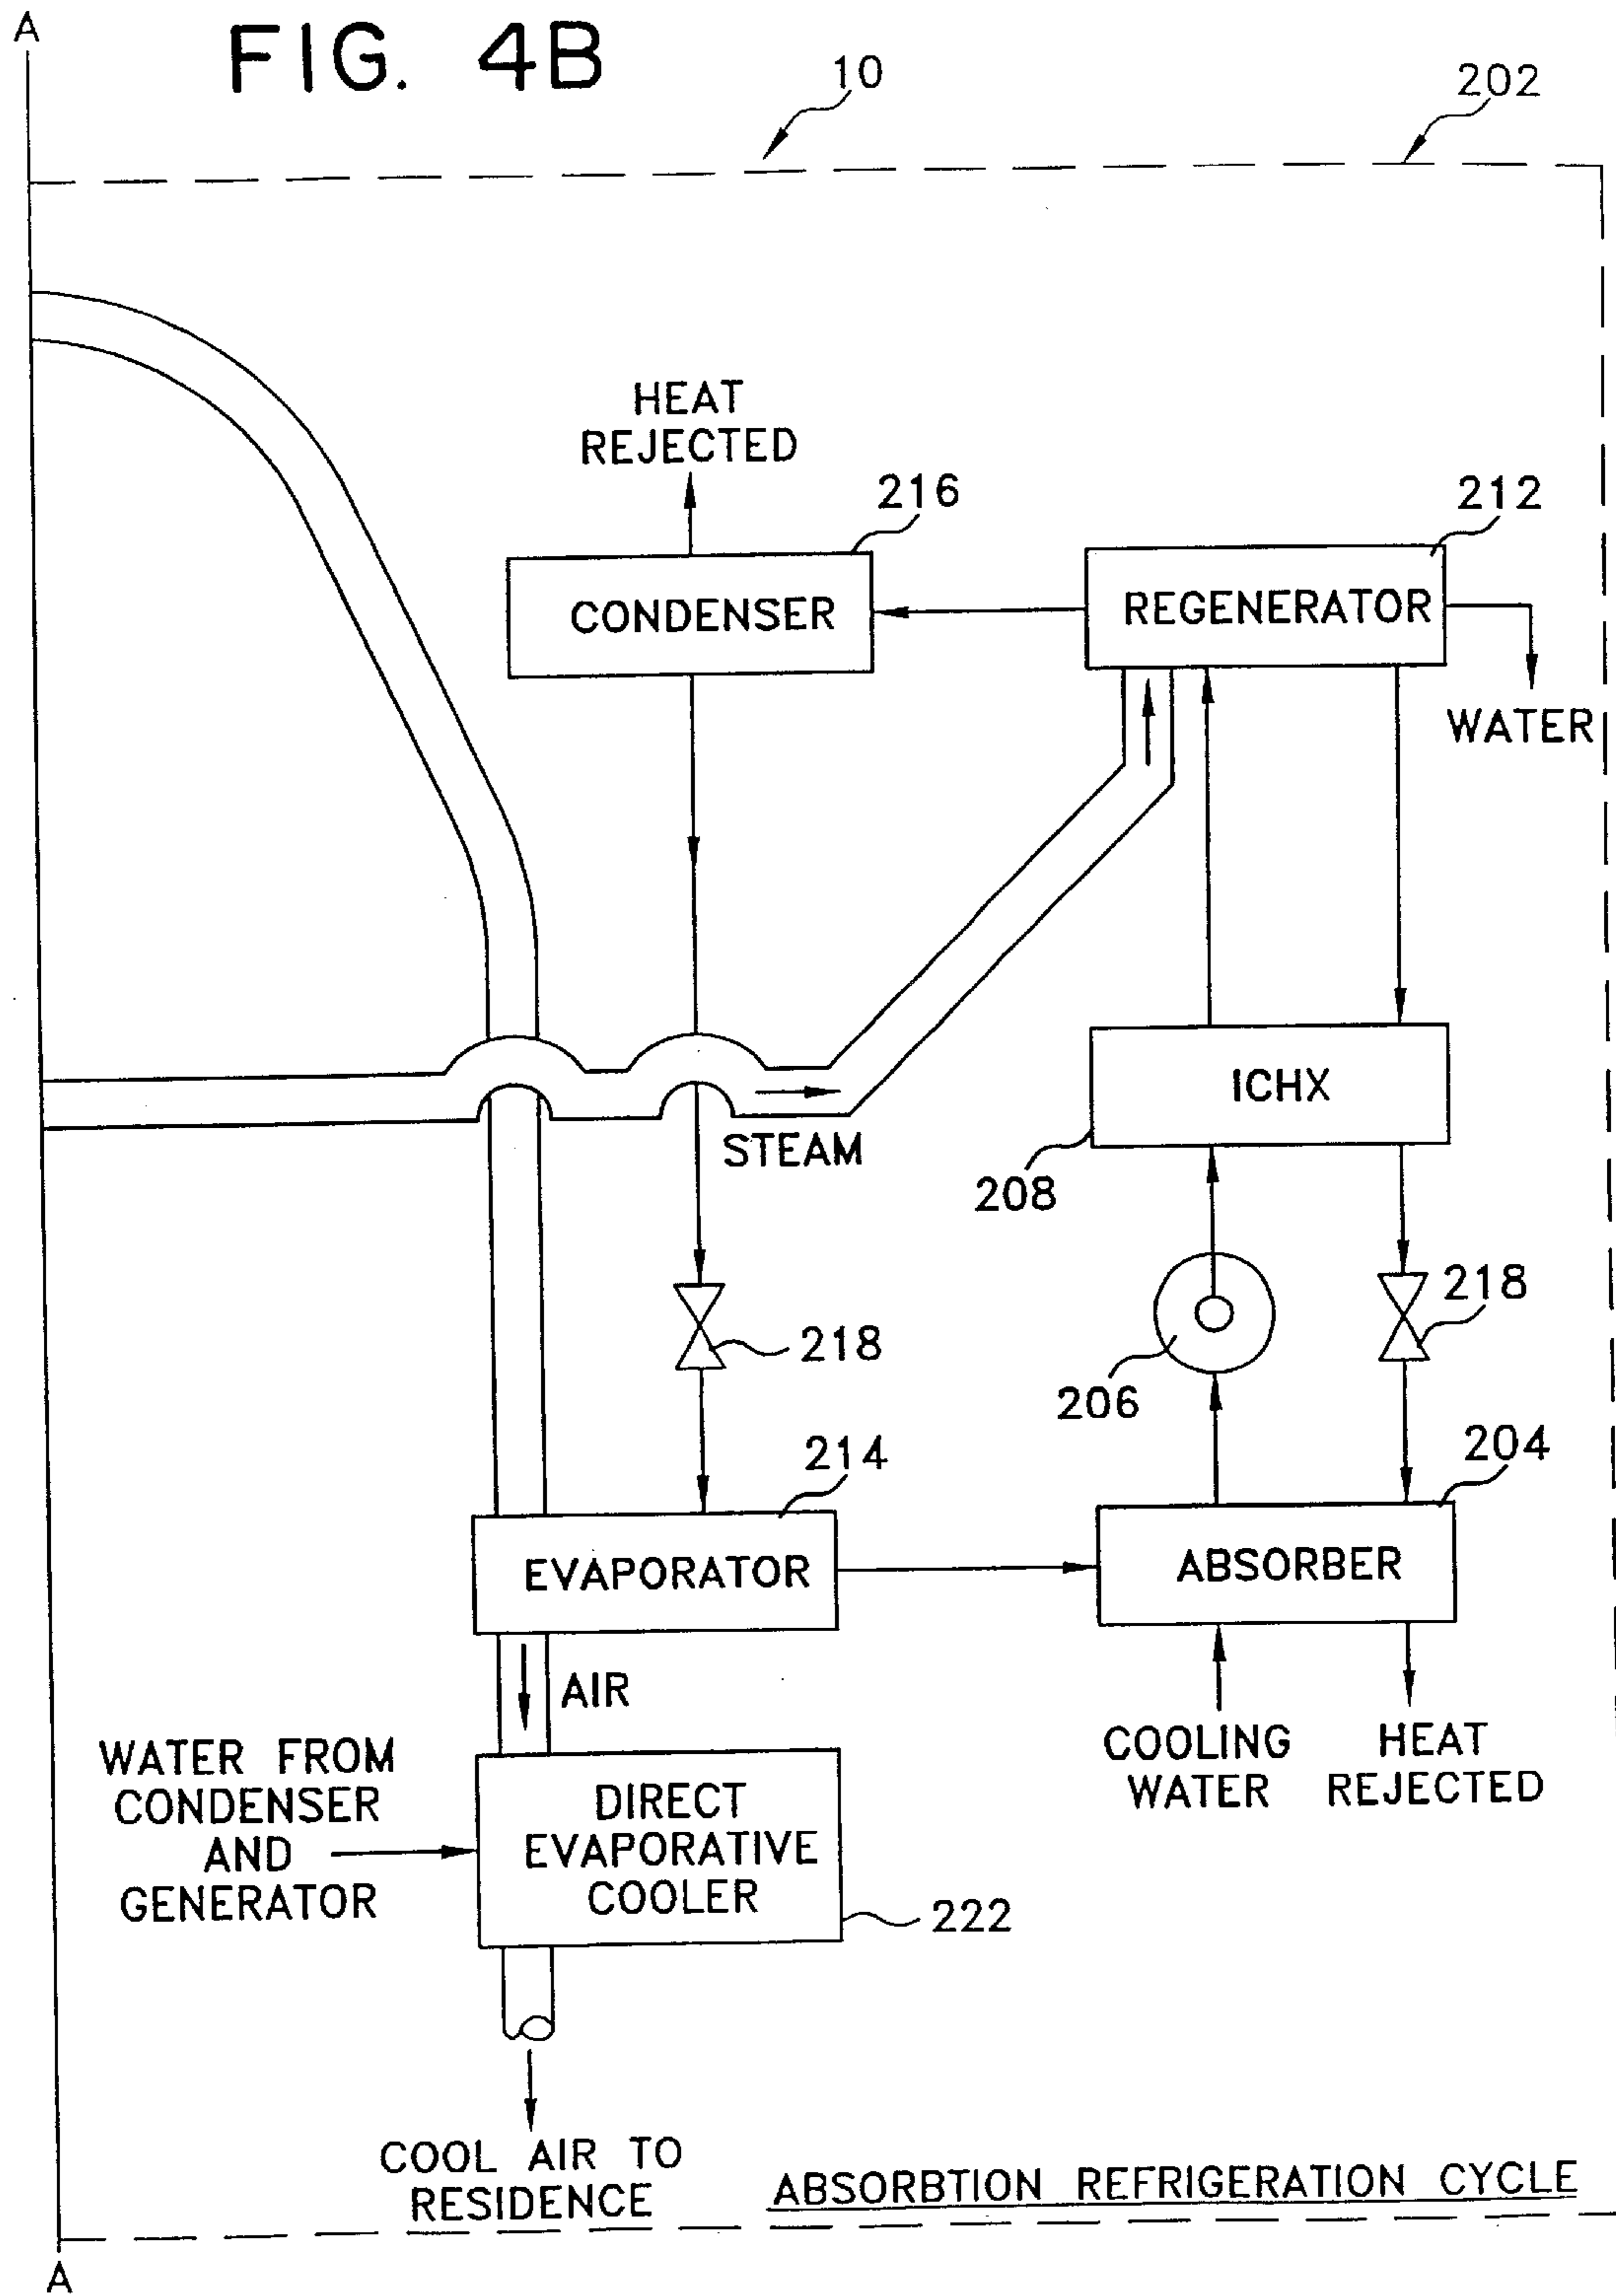 A
FIG. 4B
10
202
HEAT
REJECTED
216
212
CONDENSER
REGENERATOR
WATER
ICHX
STEAM
208
218
218
206
214
204
EVAPORATOR
ABSORBER
AIR
WATER FROM
CONDENSER
AND
GENERATOR
COOLING
WATER
HEAT
REJECTED
DIRECT
EVAPORATIVE
COOLER
222
COOL AIR TO
RESIDENCE
ABSORBTION REFRIGERATION CYCLE
A